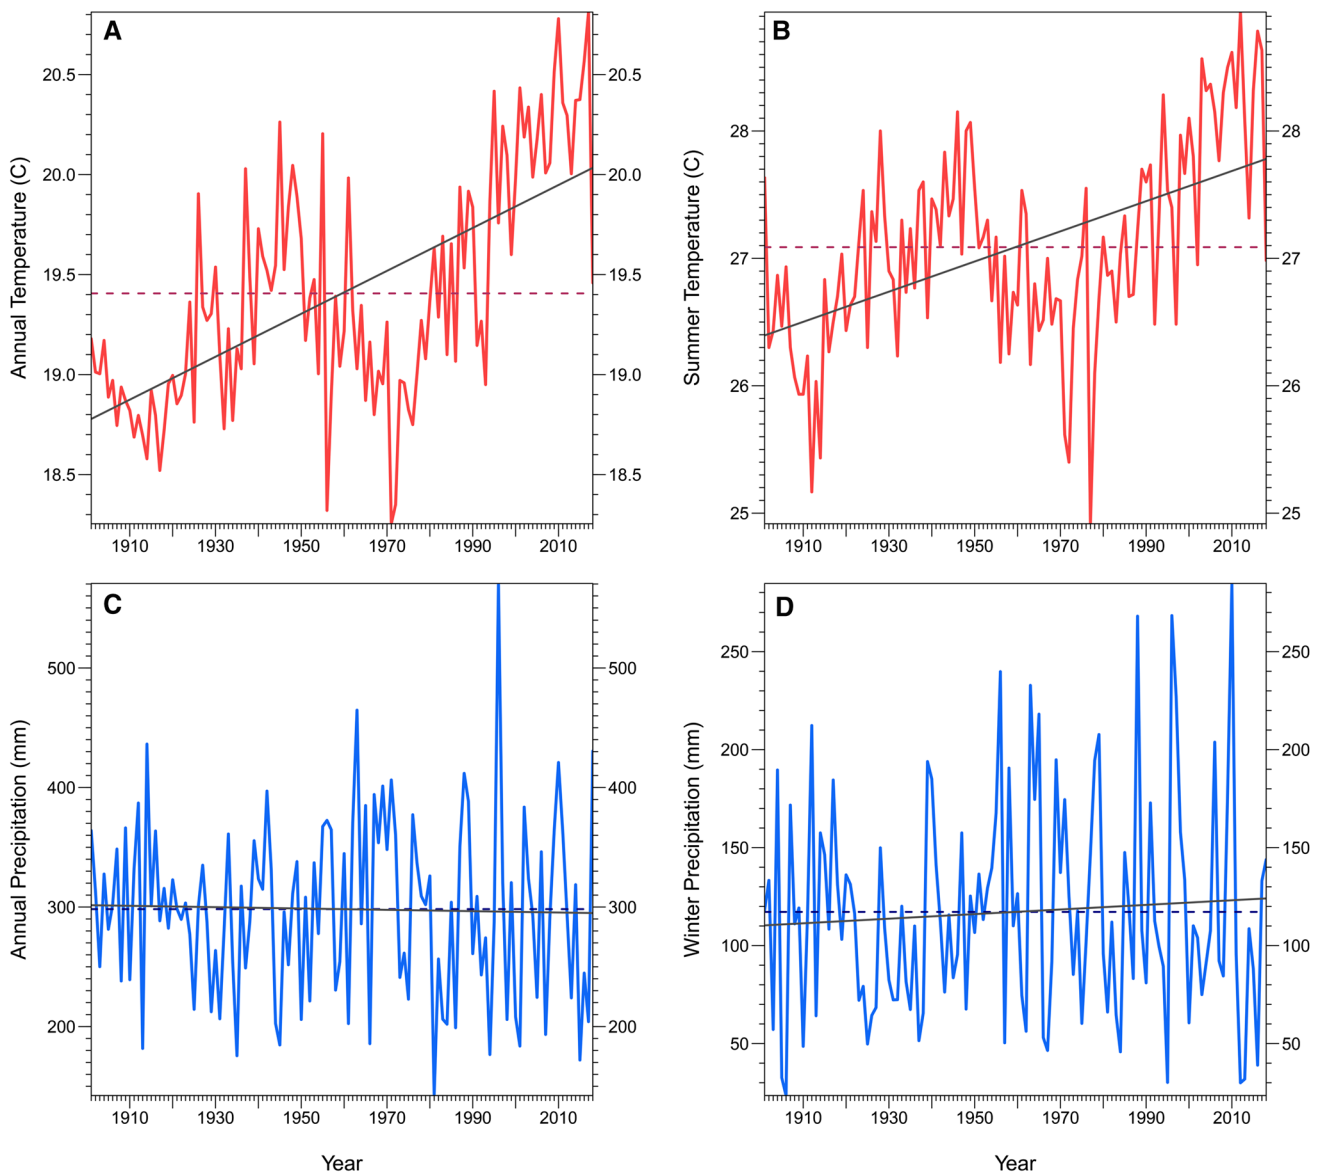 A
Annual Temperature (C)
20.5
20.0
19.5
19.0
18.5
20.5
20.0
19.5
19.0
18.5
1910 1930 1950 1970 1990 2010
B
Summer Temperature (C)
28
27
26
25
28
27
26
25
1910 1930 1950 1970 1990 2010
C
Annual Precipitation (mm)
500
400
300
200
500
400
300
200
1910 1930 1950 1970 1990 2010
Year
D
Winter Precipitation (mm)
250
200
150
100
50
250
200
150
100
50
1910 1930 1950 1970 1990 2010
Year